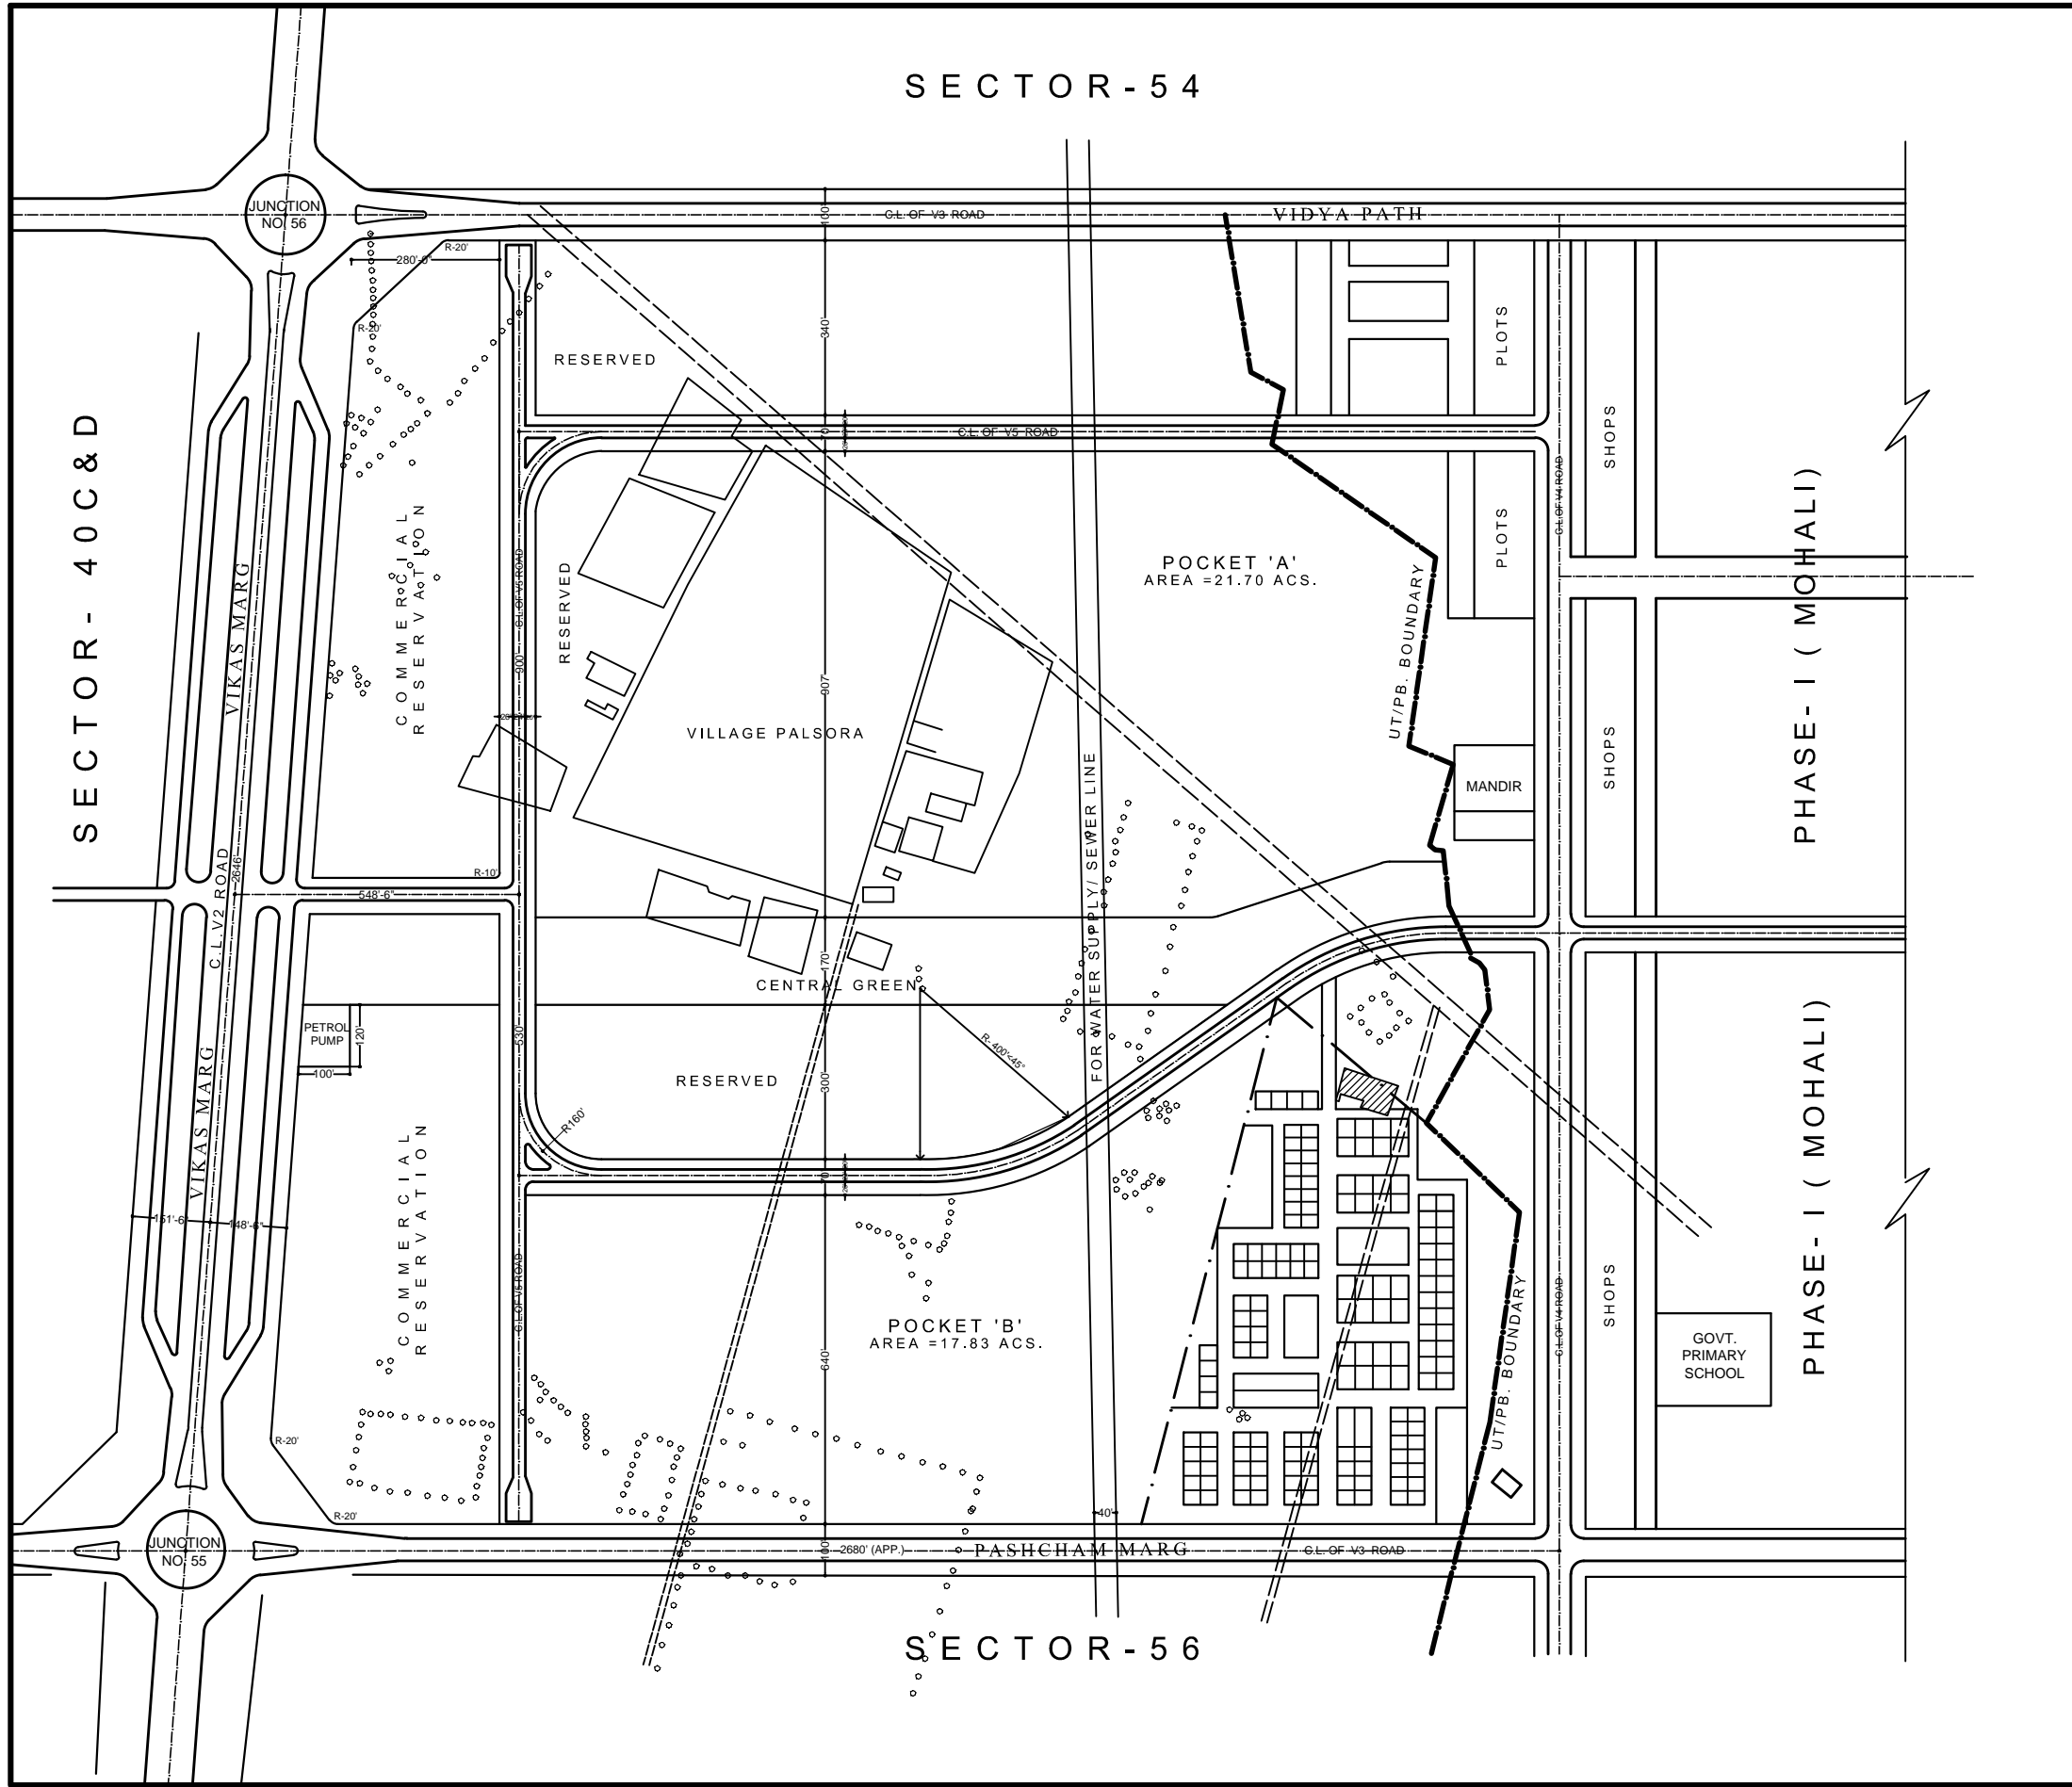 SECTOR-54
JUNCTION
NO. 56
100'
C.L. OF V3 ROAD
VIDYA PATH
R-20'
280'-0"
R-20'
340'
RESERVED
PLOTS
SHOPS
SECTOR- 40C&D
70'
C.L. OF V5 ROAD
C.L.OF V4 ROAD
COMMERCIAL
RESERVATION
PLOTS
POCKET 'A'
AREA =21.70 ACS.
UT/PB. BOUNDARY
PHASE- I ( MOHALI)
C.L.OF V5 ROAD
RESERVED
VIKAS MARG
900'
907'
VILLAGE PALSORA
SHOPS
MANDIR
R-10'
2646'
548'-6"
C.L.V2 ROAD
FOR WATER SUPPLY/ SEWER LINE
170'
CENTRAL GREEN
PETROL
PUMP
120'
100'
530'
R- 400'<45°
RESERVED
300'
VIKAS MARG
R160'
70'
PHASE- I ( MOHALI)
151'-6"
148'-6"
COMMERCIAL
RESERVATION
C.L.OF V5 ROAD
POCKET 'B'
AREA =17.83 ACS.
640'
UT/PB. BOUNDARY
C.L.OF V4 ROAD
SHOPS
GOVT.
PRIMARY
SCHOOL
R-20'
R-20'
40'
JUNCTION
NO. 55
100'
2680' (APP.)
PASHCHAM MARG
C.L. OF V3 ROAD
SECTOR-56